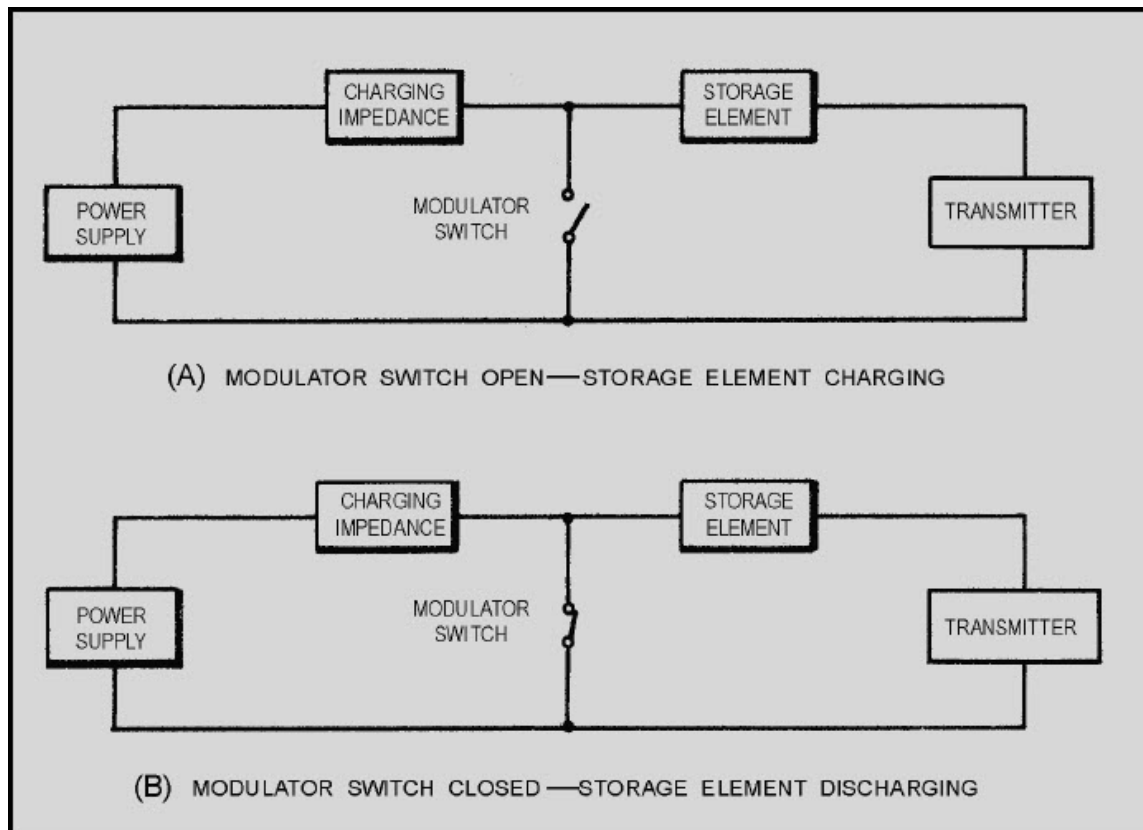 CHARGING
IMPEDANCE
STORAGE
ELEMENT
POWER
SUPPLY
MODULATOR
SWITCH
TRANSMITTER
(A) MODULATOR SWITCH OPEN—STORAGE ELEMENT CHARGING
CHARGING
IMPEDANCE
STORAGE
ELEMENT
POWER
SUPPLY
MODULATOR
SWITCH
TRANSMITTER
(B) MODULATOR SWITCH CLOSED—STORAGE ELEMENT DISCHARGING